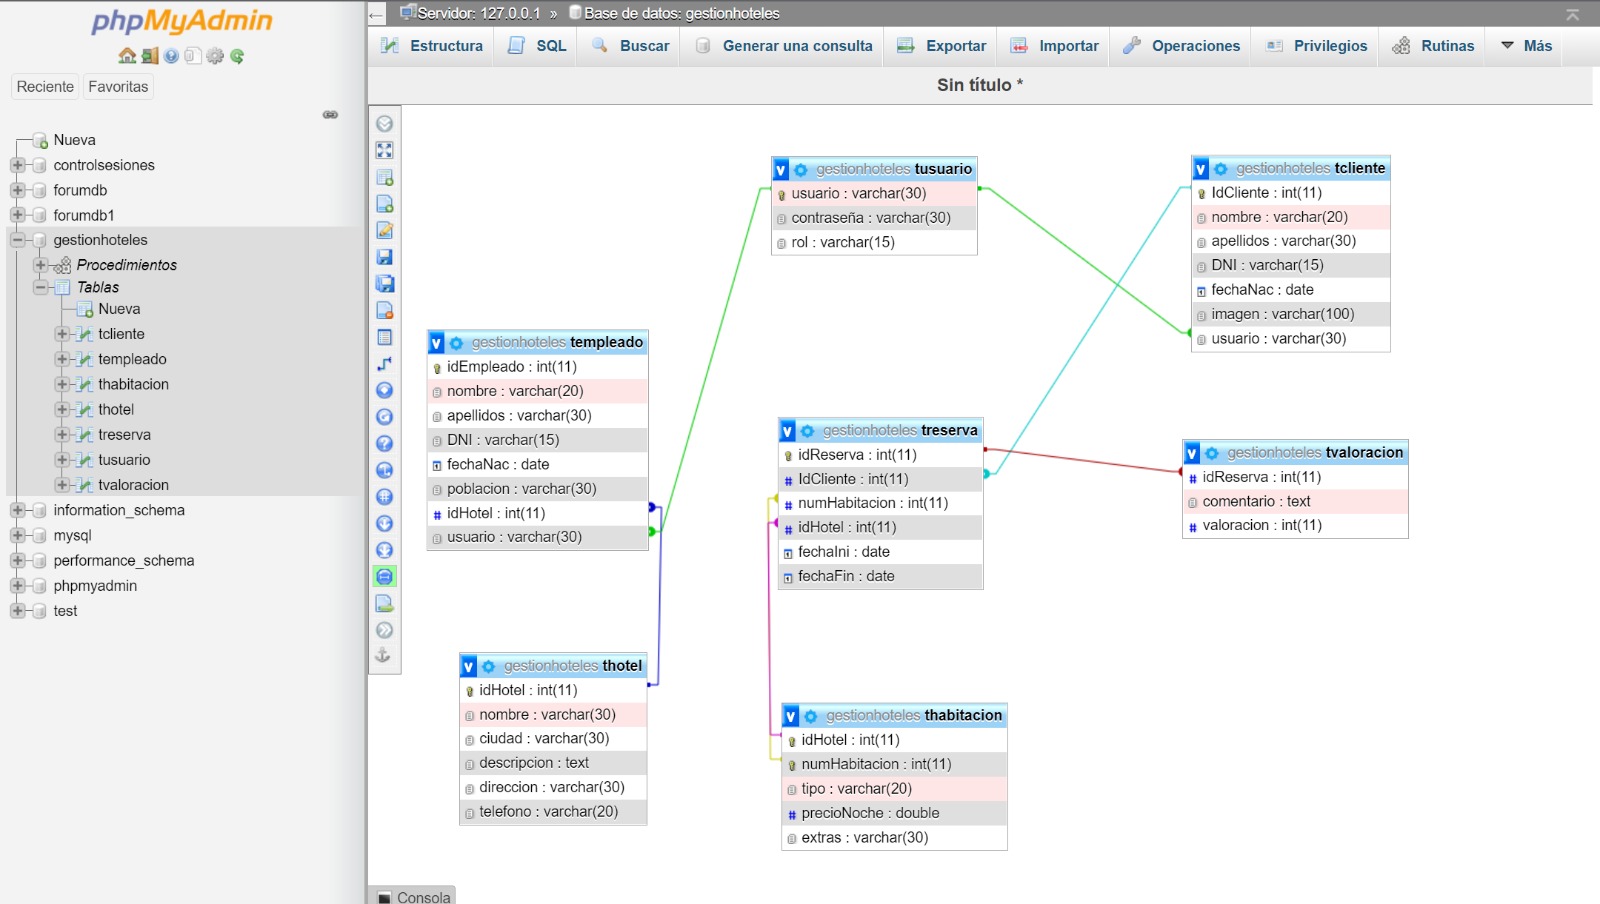 phpMyAdmin
Reciente
Favoritas
Nueva
controlsesiones
forumdb
forumdb1
gestionhoteles
Procedimientos
Tablas
Nueva
tcliente
templeado
thabitacion
thotel
treserva
tusuario
tvaloracion
information_schema
mysql
performance_schema
phpmyadmin
test
Servidor: 127.0.0.1 » Base de datos: gestionhoteles
Estructura
SQL
Buscar
Generar una consulta
Exportar
Importar
Operaciones
Privilegios
Rutinas
Más
Sin título *
gestionhoteles tusuario
usuario : varchar(30)
contraseña : varchar(30)
rol : varchar(15)
gestionhoteles tcliente
IdCliente : int(11)
nombre : varchar(20)
apellidos : varchar(30)
DNI : varchar(15)
fechaNac : date
imagen : varchar(100)
usuario : varchar(30)
gestionhoteles templeado
idEmpleado : int(11)
nombre : varchar(20)
apellidos : varchar(30)
DNI : varchar(15)
fechaNac : date
poblacion : varchar(30)
idHotel : int(11)
usuario : varchar(30)
gestionhoteles treserva
idReserva : int(11)
IdCliente : int(11)
numHabitacion : int(11)
idHotel : int(11)
fechaIni : date
fechaFin : date
gestionhoteles tvaloracion
idReserva : int(11)
comentario : text
valoracion : int(11)
gestionhoteles thotel
idHotel : int(11)
nombre : varchar(30)
ciudad : varchar(30)
descripcion : text
direccion : varchar(30)
telefono : varchar(20)
gestionhoteles thabitacion
idHotel : int(11)
numHabitacion : int(11)
tipo : varchar(20)
precioNoche : double
extras : varchar(30)
Consola